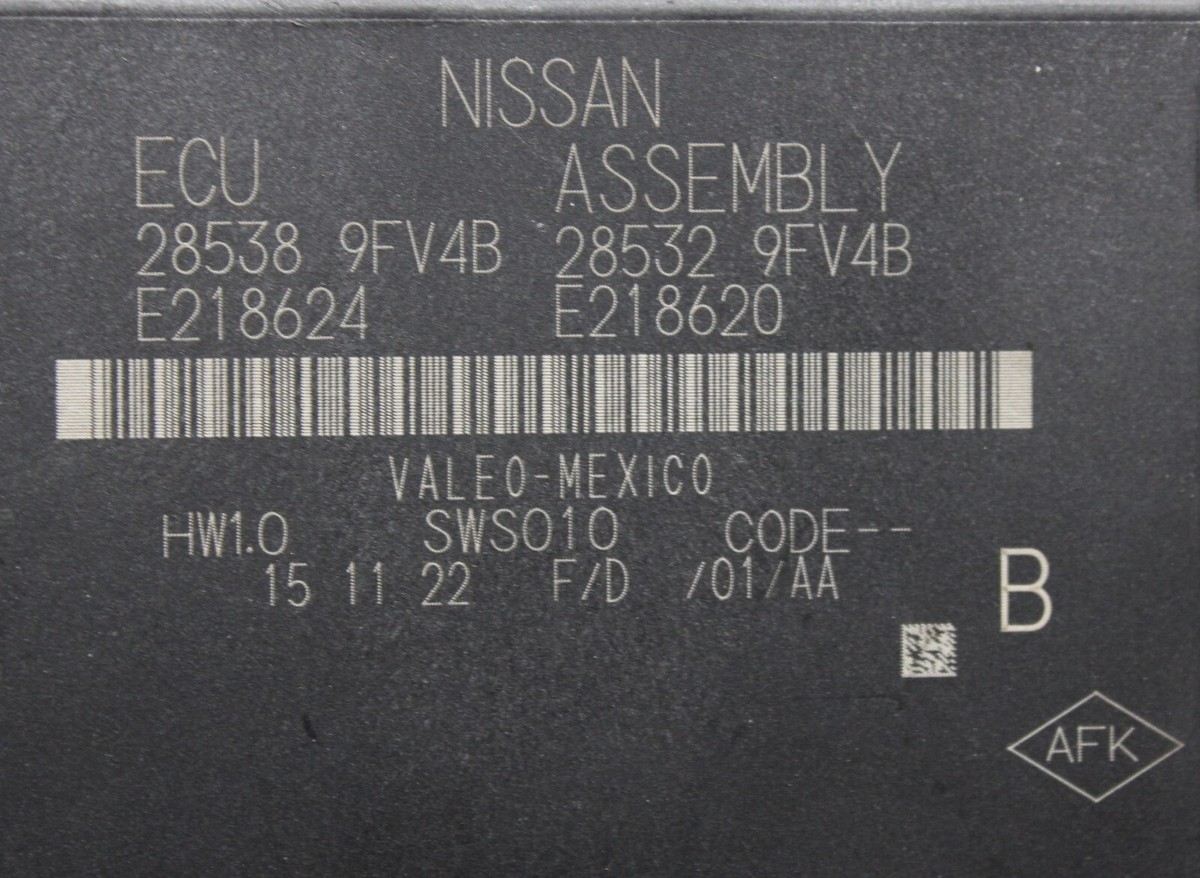 NISSAN
ECU ASSEMBLY
28538 9FV4B 28532 9FV4B
E218624 E218620
VALEO-MEXICO
HW1.0 SWS010 CODE--
15 11 22 F/D /01/AA
B
AFK